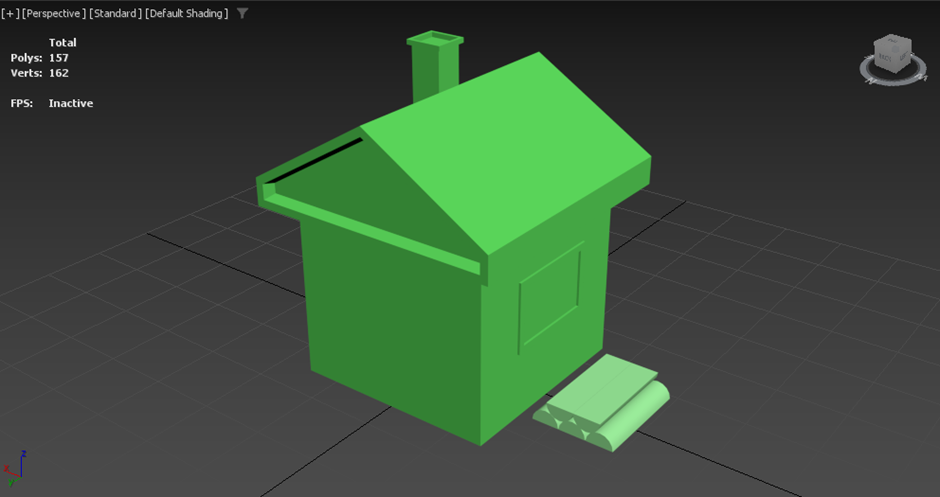 [+] [Perspective ] [Standard ] [Default Shading ]
Total
Polys: 157
Verts: 162
FPS: Inactive
z
x
y